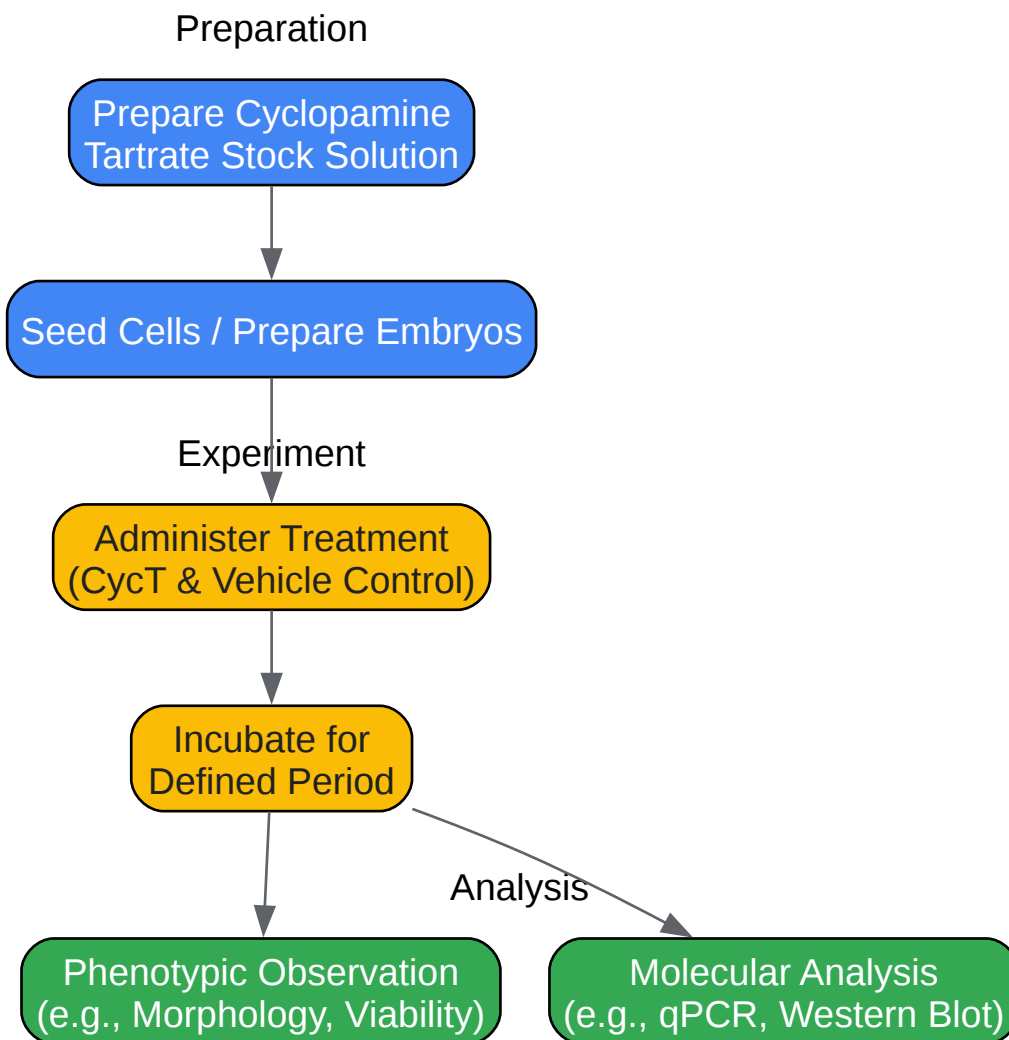 Preparation
Prepare Cyclopamine
Tartrate Stock Solution
Seed Cells / Prepare Embryos
Experiment
Administer Treatment
(CycT & Vehicle Control)
Incubate for
Defined Period
Analysis
Phenotypic Observation
(e.g., Morphology, Viability)
Molecular Analysis
(e.g., qPCR, Western Blot)